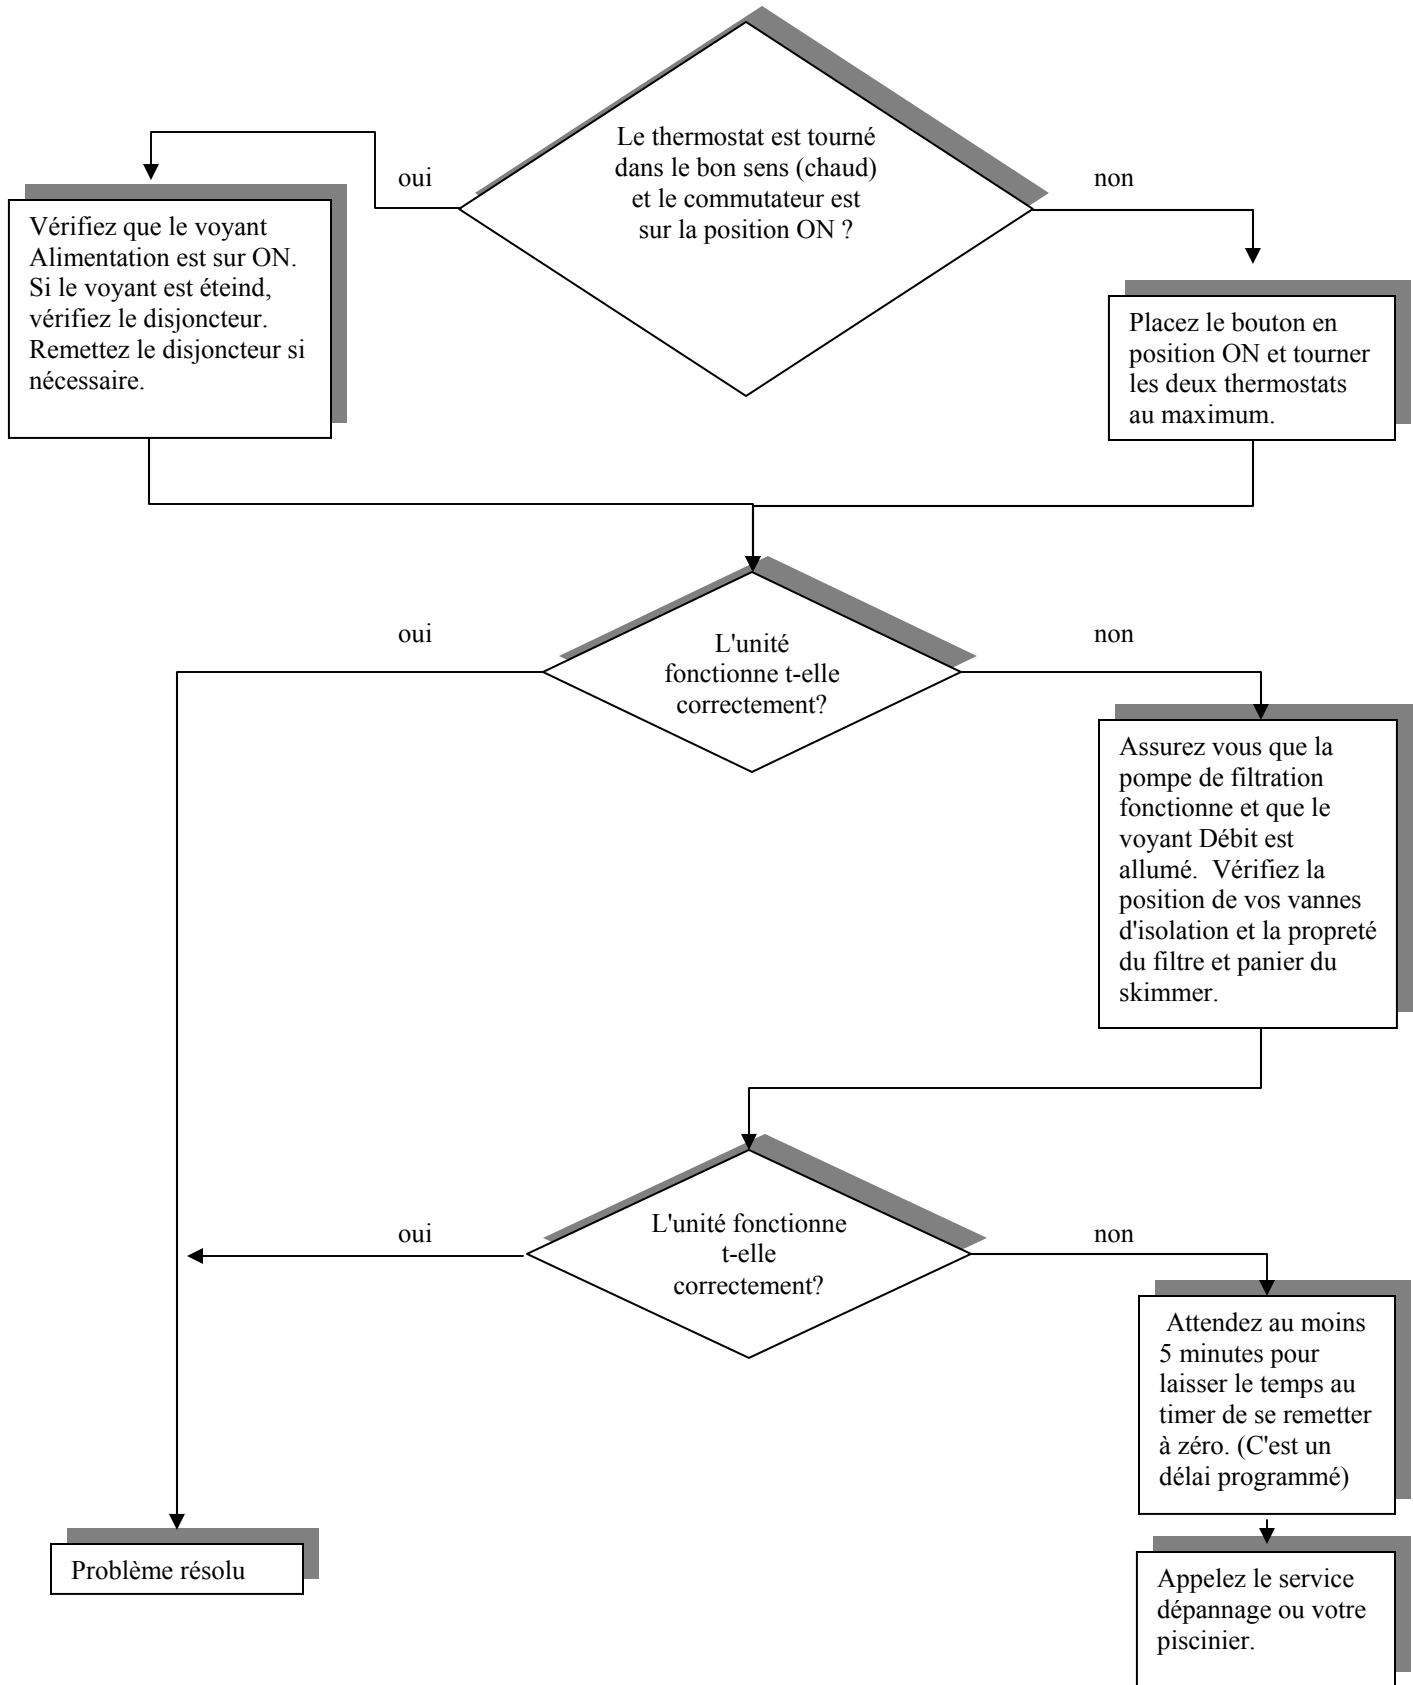 Le thermostat est tourné
dans le bon sens (chaud)
et le commutateur est
sur la position ON ?
oui
non
Vérifiez que le voyant
Alimentation est sur ON.
Si le voyant est éteind,
vérifiez le disjoncteur.
Remettez le disjoncteur si
nécessaire.
Placez le bouton en
position ON et tourner
les deux thermostats
au maximum.
oui
non
L'unité
fonctionne t-elle
correctement?
Assurez vous que la
pompe de filtration
fonctionne et que le
voyant Débit est
allumé.  Vérifiez la
position de vos vannes
d'isolation et la propreté
du filtre et panier du
skimmer.
oui
non
L'unité fonctionne
t-elle
correctement?
Attendez au moins
5 minutes pour
laisser le temps au
timer de se remetter
à zéro. (C'est un
délai programmé)
Problème résolu
Appelez le service
dépannage ou votre
piscinier.